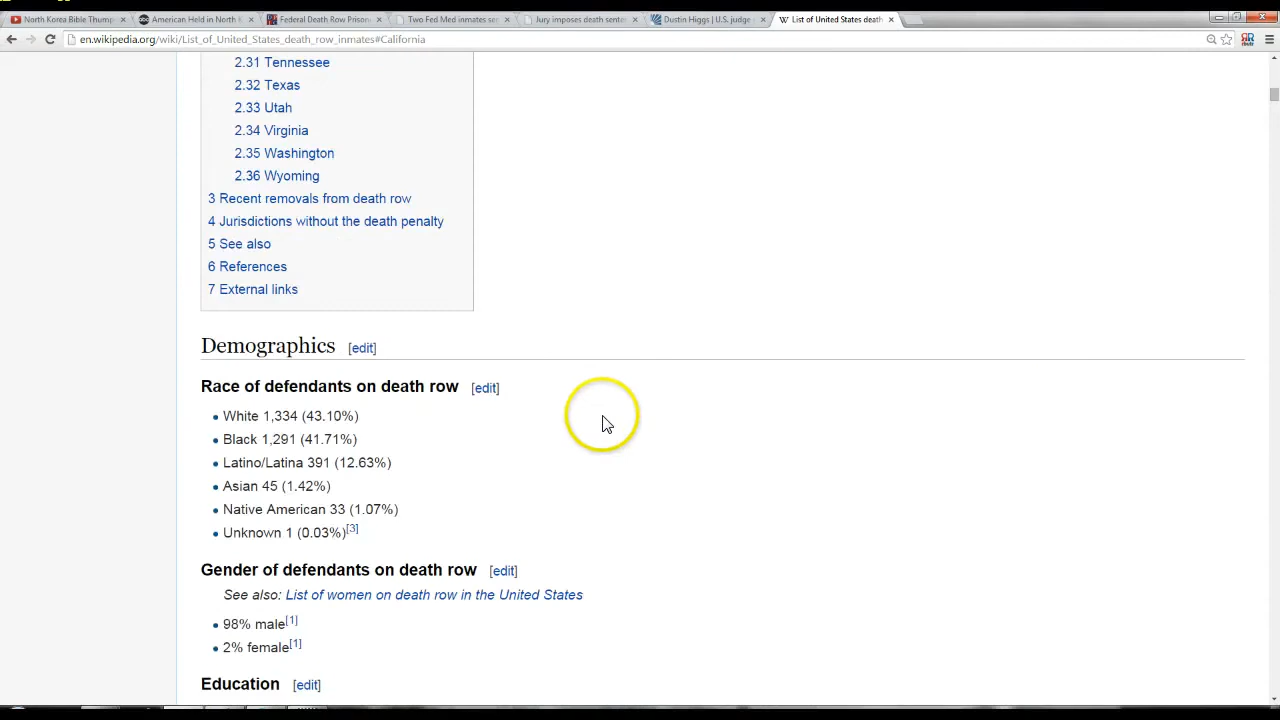 North Korea Bible Thump
American Held in North K
Federal Death Row Prison
Two Fed Med inmates se
Jury imposes death sente
Dustin Higgs | U.S. judge
W List of United States death
en.wikipedia.org/wiki/List_of_United_States_death_row_inmates#California
2.31 Tennessee
2.32 Texas
2.33 Utah
2.34 Virginia
2.35 Washington
2.36 Wyoming
3 Recent removals from death row
4 Jurisdictions without the death penalty
5 See also
6 References
7 External links
Demographics [edit]
Race of defendants on death row [edit]
• White 1,334 (43.10%)
• Black 1,291 (41.71%)
• Latino/Latina 391 (12.63%)
• Asian 45 (1.42%)
• Native American 33 (1.07%)
• Unknown 1 (0.03%)[3]
Gender of defendants on death row [edit]
See also: List of women on death row in the United States
• 98% male[1]
• 2% female[1]
Education [edit]